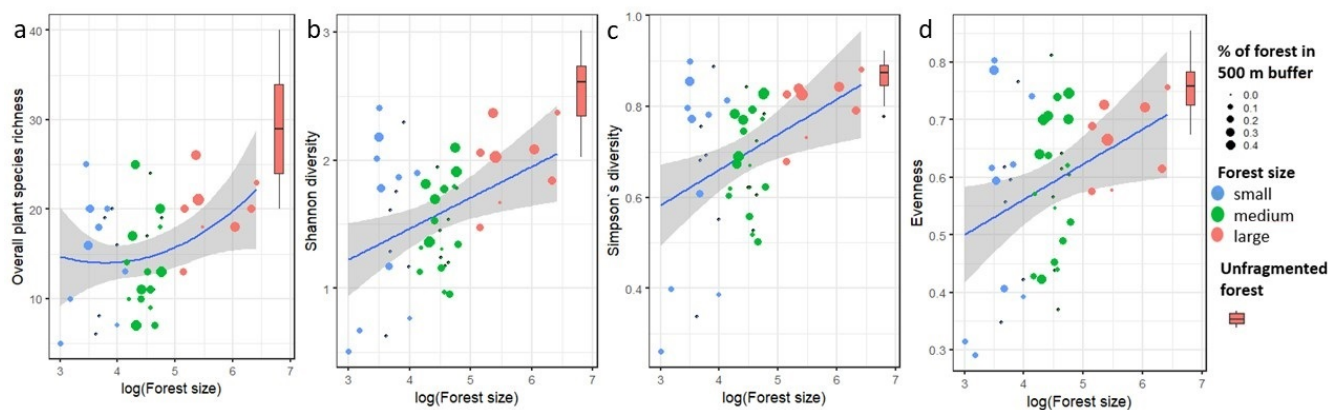 a
Overall plant species richness
40
30
20
10
3 4 5 6 7
log(Forest size)
b
Shannon diversity
3
2
1
3 4 5 6 7
log(Forest size)
c
Simpson`s diversity
1.0
0.8
0.6
0.4
3 4 5 6 7
log(Forest size)
d
Evenness
0.8
0.7
0.6
0.5
0.4
0.3
3 4 5 6 7
log(Forest size)
% of forest in
500 m buffer
0.0
0.1
0.2
0.3
0.4
Forest size
small
medium
large
Unfragmented
forest